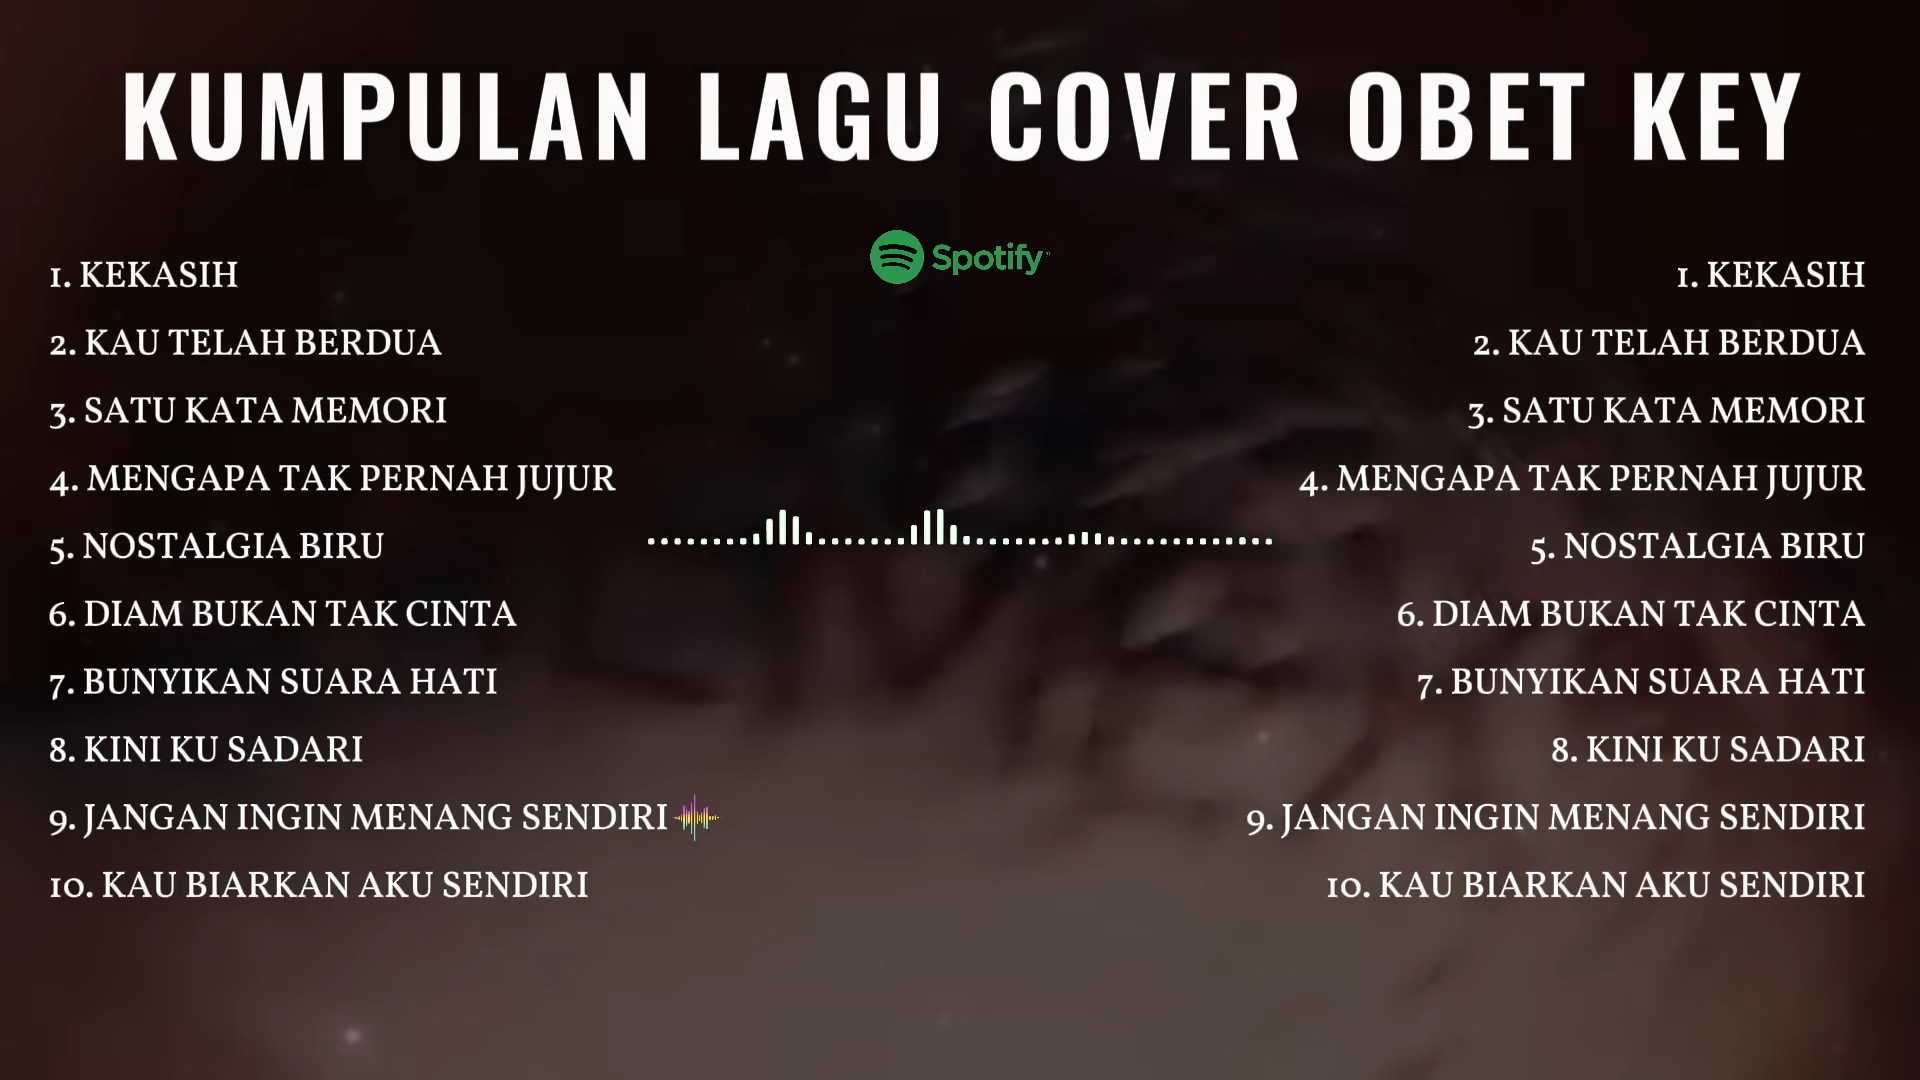 KUMPULAN LAGU COVER OBET KEY
Spotify
1. KEKASIH
2. KAU TELAH BERDUA
3. SATU KATA MEMORI
4. MENGAPA TAK PERNAH JUJUR
5. NOSTALGIA BIRU
6. DIAM BUKAN TAK CINTA
7. BUNYIKAN SUARA HATI
8. KINI KU SADARI
9. JANGAN INGIN MENANG SENDIRI
10. KAU BIARKAN AKU SENDIRI
1. KEKASIH
2. KAU TELAH BERDUA
3. SATU KATA MEMORI
4. MENGAPA TAK PERNAH JUJUR
5. NOSTALGIA BIRU
6. DIAM BUKAN TAK CINTA
7. BUNYIKAN SUARA HATI
8. KINI KU SADARI
9. JANGAN INGIN MENANG SENDIRI
10. KAU BIARKAN AKU SENDIRI